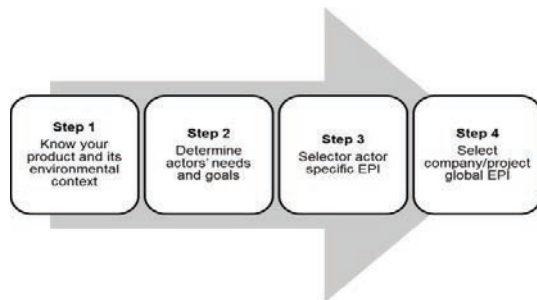 Step 1
Know your
product and its
environmental
context
Step 2
Determine
actors' needs
and goals
Step 3
Selector actor
specific EPI
Step 4
Select
company/project
global EPI